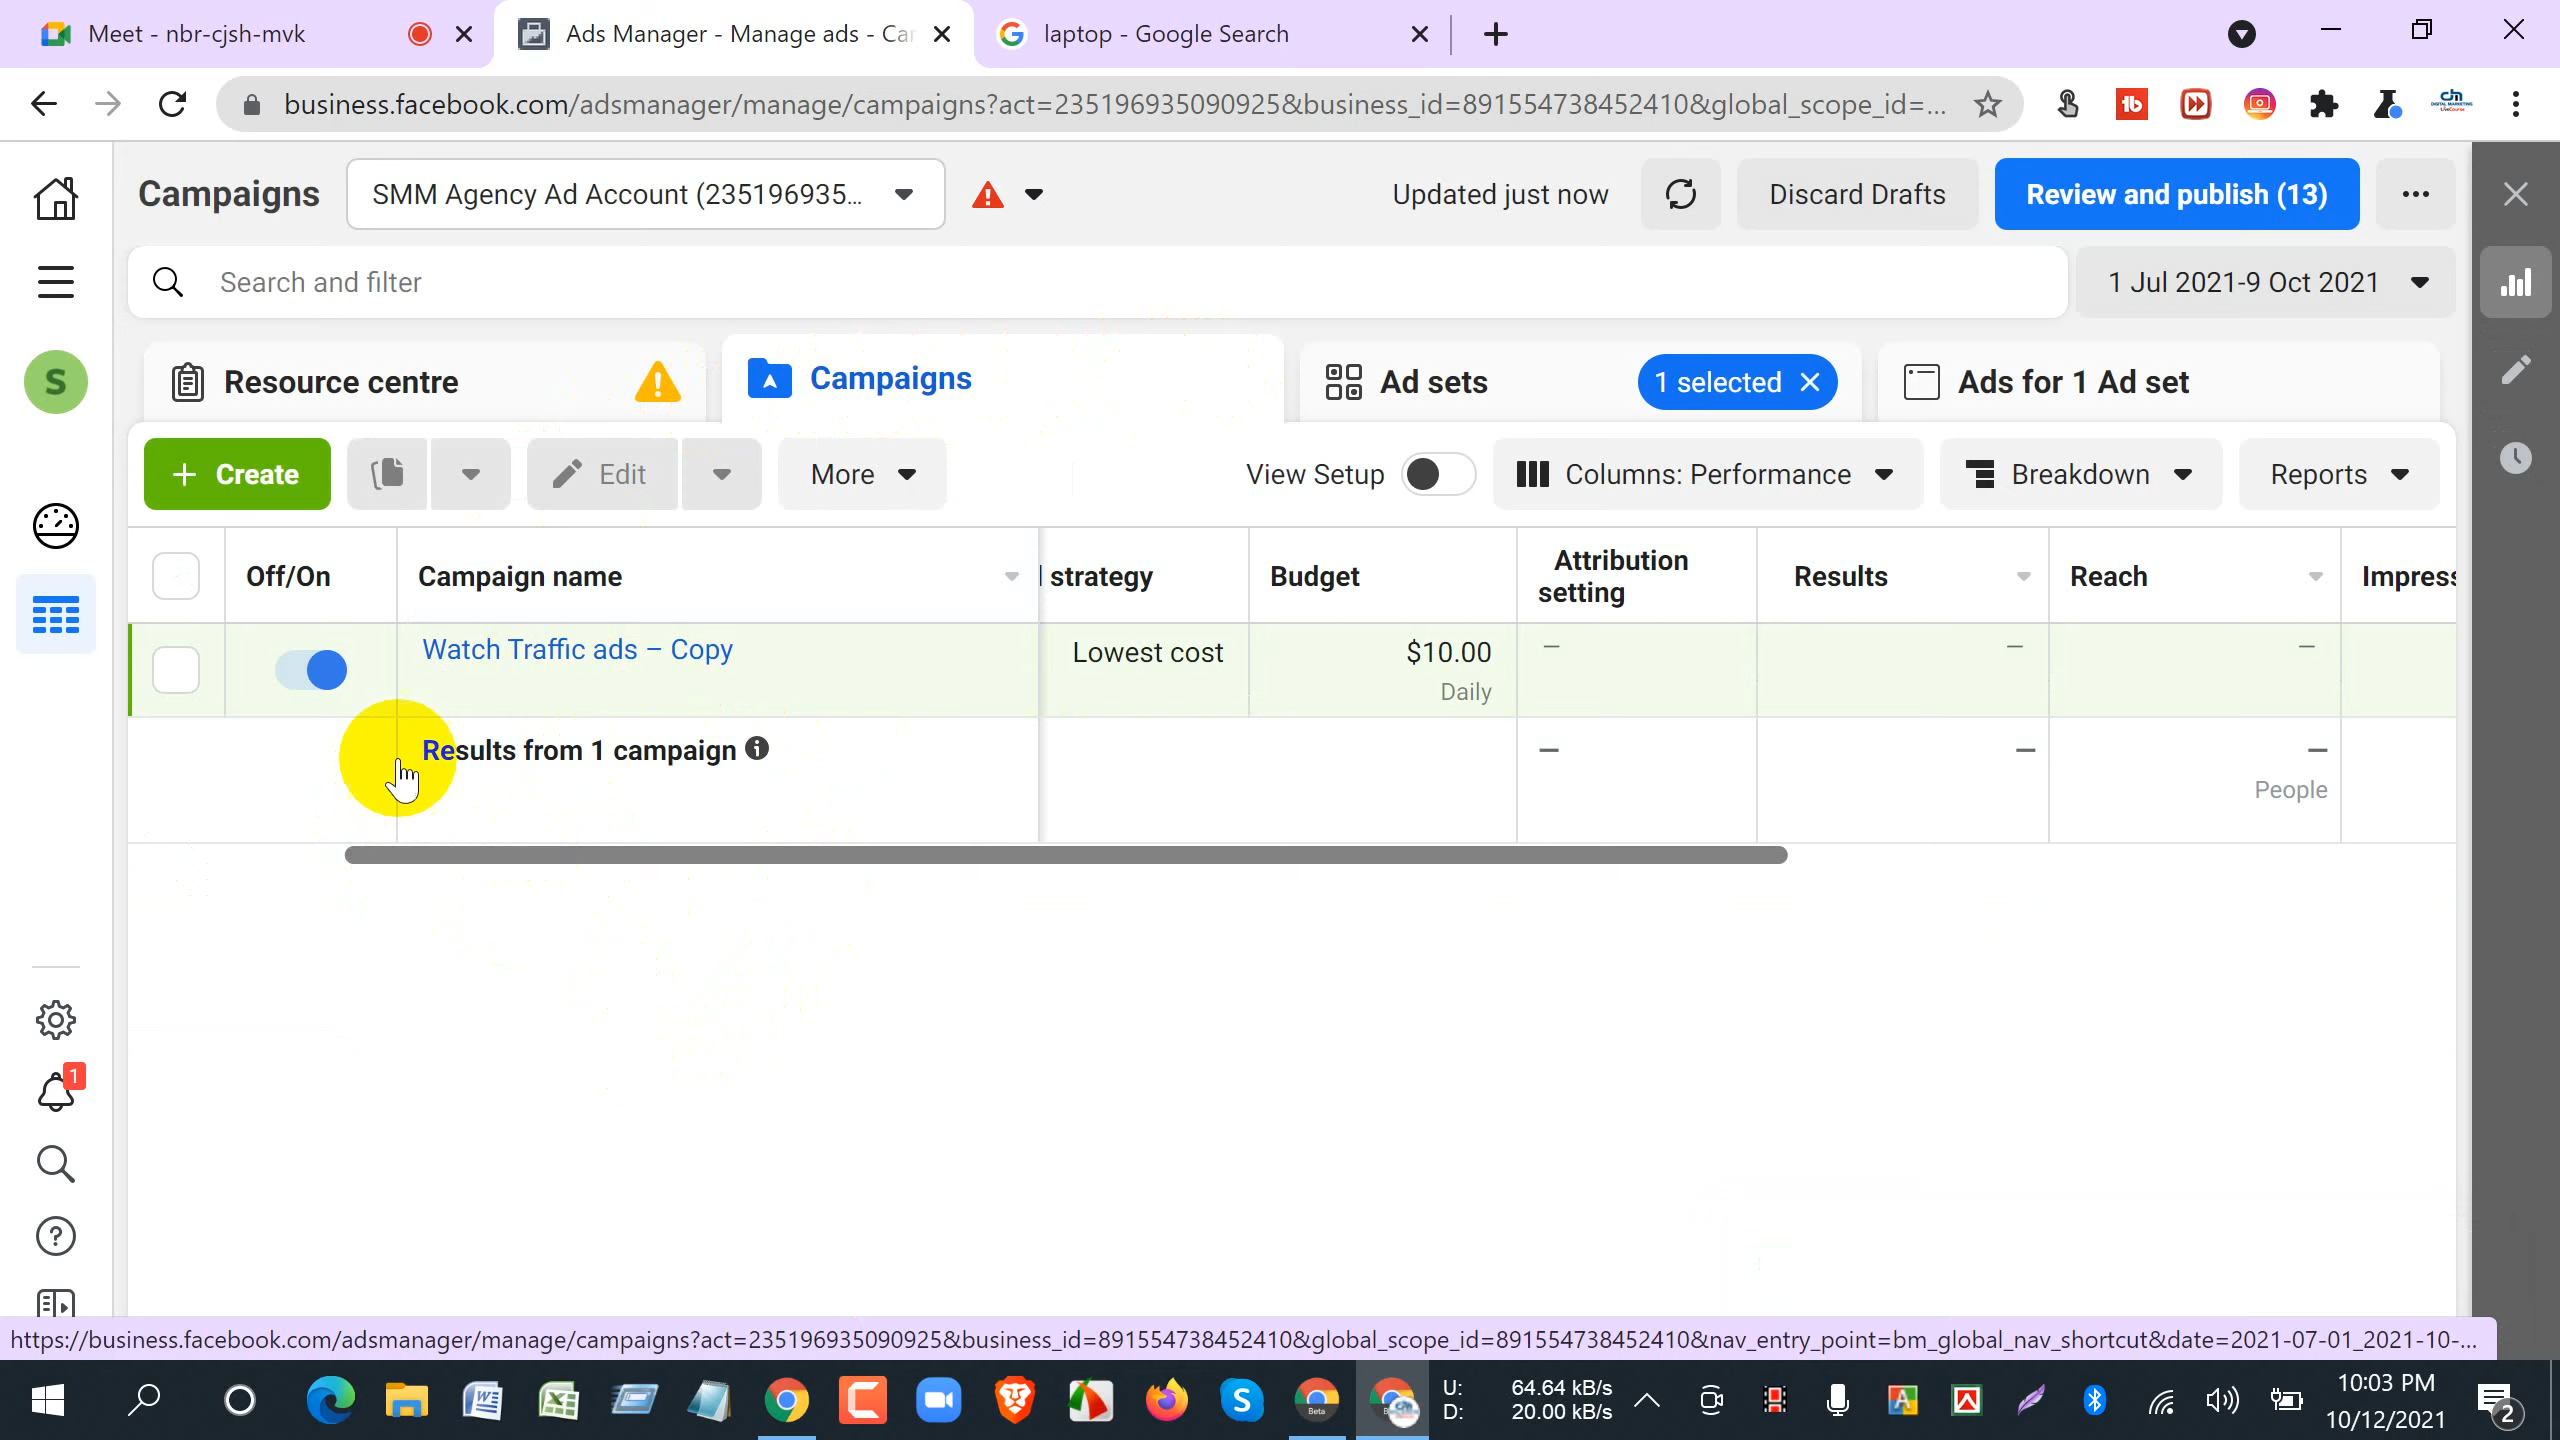 Meet - nbr-cjsh-mvk
Ads Manager - Manage ads - Ca
laptop - Google Search
business.facebook.com/adsmanager/manage/campaigns?act=235196935090925&business_id=891554738452410&global_scope_id=...
Campaigns
SMM Agency Ad Account (235196935...
Updated just now
Discard Drafts
Review and publish (13)
Search and filter
1 Jul 2021-9 Oct 2021
S
Resource centre
Campaigns
Ad sets
1 selected
Ads for 1 Ad set
+ Create
Edit
More
View Setup
Columns: Performance
Breakdown
Reports
Off/On
Campaign name
strategy
Budget
Attribution
setting
Results
Reach
Impress
Watch Traffic ads – Copy
Lowest cost
$10.00
Daily
—
—
—
Results from 1 campaign
—
—
—
People
1
https://business.facebook.com/adsmanager/manage/campaigns?act=235196935090925&business_id=891554738452410&global_scope_id=891554738452410&nav_entry_point=bm_global_nav_shortcut&date=2021-07-01_2021-10-...
U: 64.64 kB/s
D: 20.00 kB/s
10:03 PM
10/12/2021
2
Beta